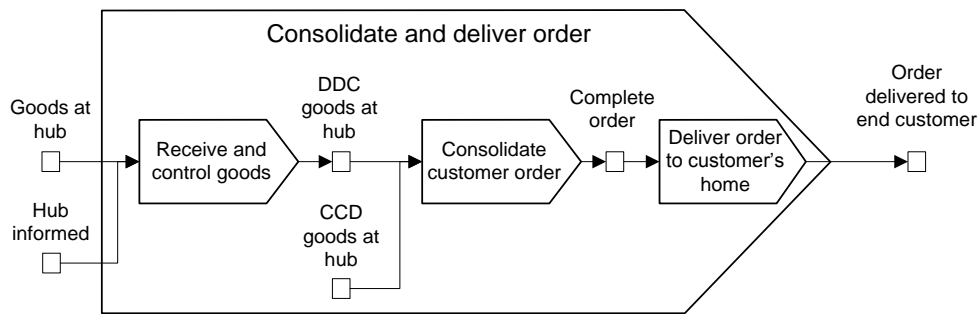 Consolidate and deliver order
Goods at
hub
Hub
informed
Receive and
control goods
DDC
goods at
hub
CCD
goods at
hub
Consolidate
customer order
Complete
order
Deliver order
to customer's
home
Order
delivered to
end customer